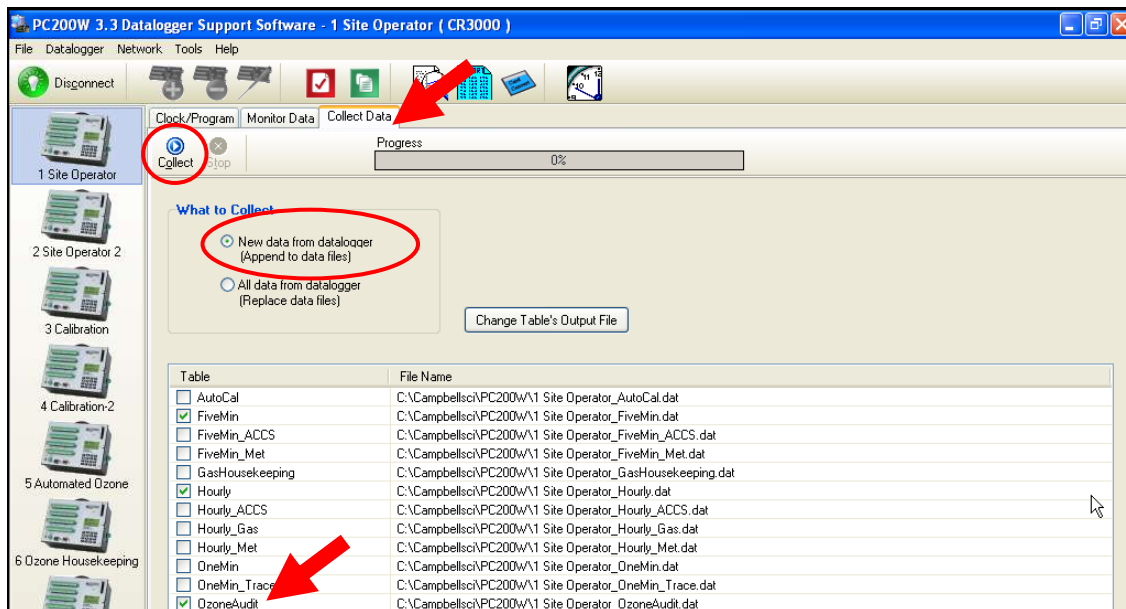 PC200W 3.3 Datalogger Support Software - 1 Site Operator ( CR3000 )
File Datalogger Network Tools Help
Disconnect
Clock/Program Monitor Data Collect Data
Collect Stop
Progress
0%
1 Site Operator
2 Site Operator 2
3 Calibration
4 Calibration-2
5 Automated Ozone
6 Ozone Housekeeping
What to Collect
New data from datalogger
(Append to data files)
All data from datalogger
(Replace data files)
Change Table's Output File
Table File Name
AutoCal C:\Campbellsci\PC200W\1 Site Operator_AutoCal.dat
FiveMin C:\Campbellsci\PC200W\1 Site Operator_FiveMin.dat
FiveMin_ACCS C:\Campbellsci\PC200W\1 Site Operator_FiveMin_ACCS.dat
FiveMin_Met C:\Campbellsci\PC200W\1 Site Operator_FiveMin_Met.dat
GasHousekeeping C:\Campbellsci\PC200W\1 Site Operator_GasHousekeeping.dat
Hourly C:\Campbellsci\PC200W\1 Site Operator_Hourly.dat
Hourly_ACCS C:\Campbellsci\PC200W\1 Site Operator_Hourly_ACCS.dat
Hourly_Gas C:\Campbellsci\PC200W\1 Site Operator_Hourly_Gas.dat
Hourly_Met C:\Campbellsci\PC200W\1 Site Operator_Hourly_Met.dat
OneMin C:\Campbellsci\PC200W\1 Site Operator_OneMin.dat
OneMin_Trace C:\Campbellsci\PC200W\1 Site Operator_OneMin_Trace.dat
OzoneAudit C:\Campbellsci\PC200W\1 Site Operator_OzoneAudit.dat